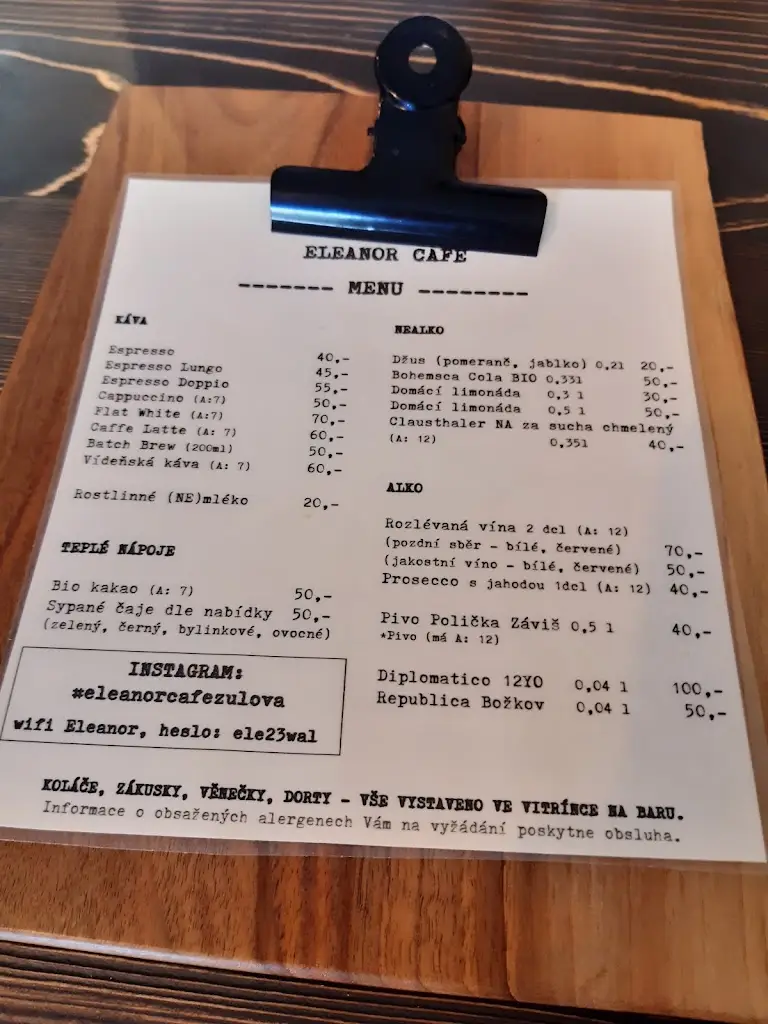 ELEANOR CAFE
------- MENU -------
KÁVA
Espresso 40,-
Espresso Lungo 45,-
Espresso Doppio 55,-
Cappuccino (A:7) 50,-
Flat White (A:7) 70,-
Caffe Latte (A: 7) 60,-
Batch Brew (200ml) 50,-
Vídeňská káva (A: 7) 60,-
Rostlinné (NE)mléko 20,-
TEPLÉ NÁPOJE
Bio kakao (A: 7) 50,-
Sypané čaje dle nabídky 50,-
(zelený, černý, bylinkové, ovocné)
INSTAGRAM:
#eleanorcafezulova
wifi Eleanor, heslo: ele23wal
NEALKO
Džus (pomeranč, jablko) 0,2l 20,-
Bohemsca Cola BIO 0,33l 50,-
Domácí limonáda 0,3 l 30,-
Domácí limonáda 0,5 l 50,-
Clausthaler NA za sucha chmelený
(A: 12) 0,35l 40,-
ALKO
Rozlévaná vína 2 dcl (A: 12)
(pozdní sběr - bílé, červené) 70,-
(jakostní víno - bílé, červené) 50,-
Prosecco s jahodou 1dcl (A: 12) 40,-
Pivo Polička Záviš 0,5 l 40,-
*Pivo (má A: 12)
Diplomatico 12YO 0,04 l 100,-
Republica Božkov 0,04 l 50,-
KOLÁČE, ZÁKUSKY, VĚNEČKY, DORTY - VŠE VYSTAVENO VE VITRÍNCE NA BARU.
Informace o obsažených alergenech Vám na vyžádání poskytne obsluha.